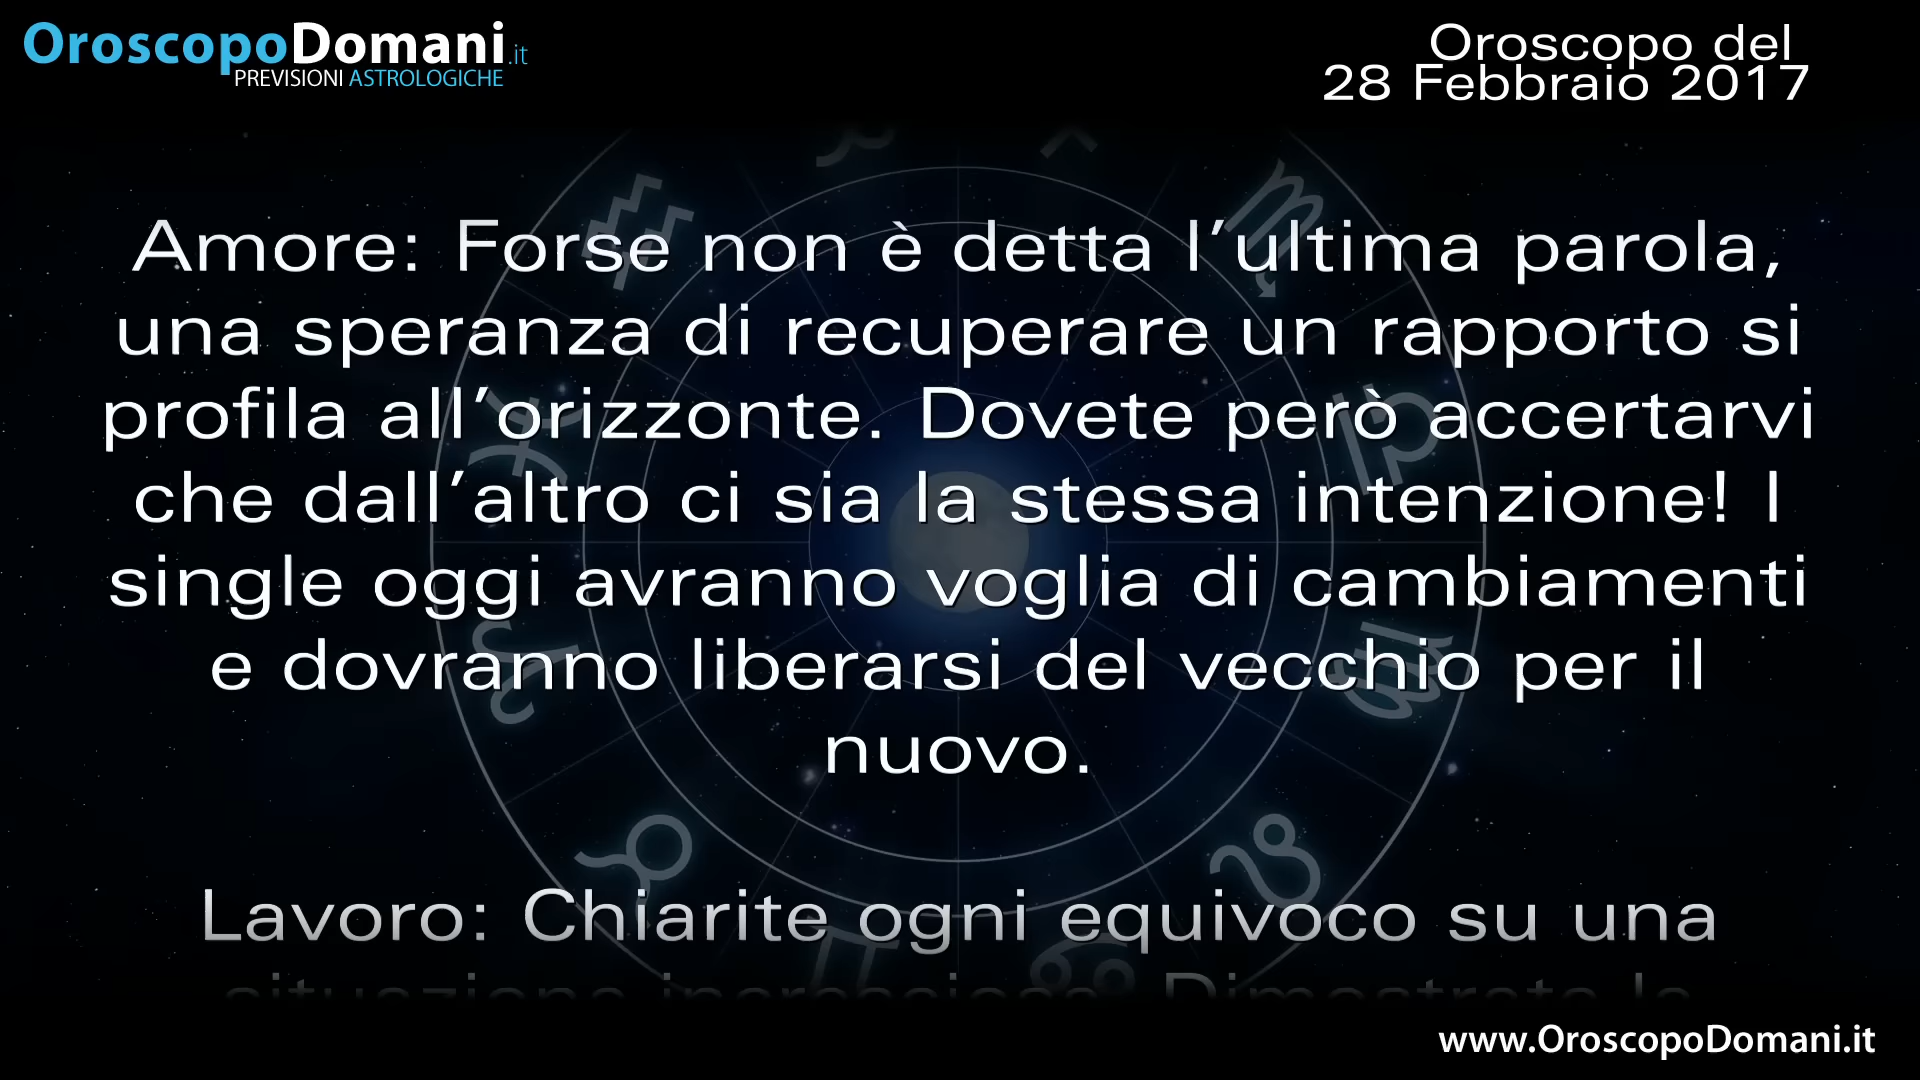 OroscopoDomani.it
PREVISIONI ASTROLOGICHE
Oroscopo del
28 Febbraio 2017
Amore: Forse non è detta l’ultima parola,
una speranza di recuperare un rapporto si
profila all’orizzonte. Dovete però accertarvi
che dall’altro ci sia la stessa intenzione! I
single oggi avranno voglia di cambiamenti
e dovranno liberarsi del vecchio per il
nuovo.
Lavoro: Chiarite ogni equivoco su una
www.OroscopoDomani.it